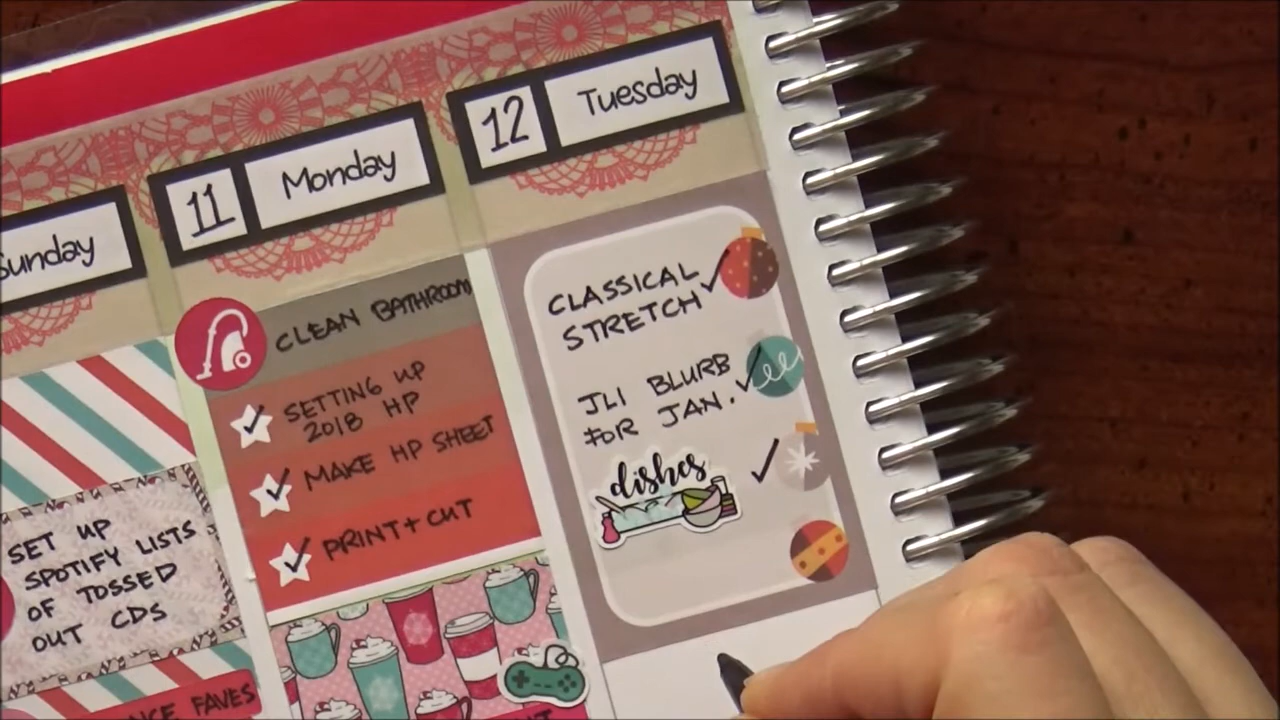 Sunday
SET UP
SPOTIFY LISTS
OF TOSSED
OUT CDS
FAVES
11 Monday
CLEAN BATHROOM
SETTING UP
2018 HP
MAKE HP SHEET
PRINT + CUT
12 Tuesday
CLASSICAL
STRETCH
JLI BLURB
FOR JAN.
dishes